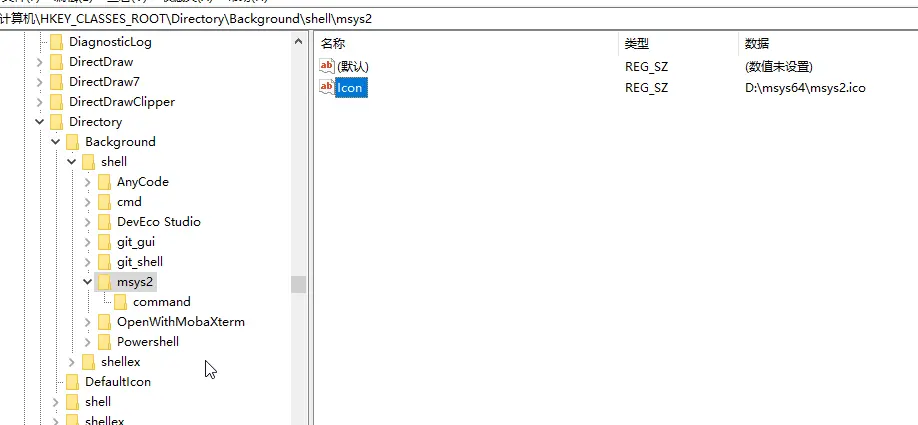 计算机\HKEY_CLASSES_ROOT\Directory\Background\shell\msys2
DiagnosticLog
DirectDraw
DirectDraw7
DirectDrawClipper
Directory
Background
shell
AnyCode
cmd
DevEco Studio
git_gui
git_shell
msys2
command
OpenWithMobaXterm
Powershell
shellex
DefaultIcon
shell
shellex
名称 类型 数据
ab (默认) REG_SZ (数值未设置)
ab Icon REG_SZ D:\msys64\msys2.ico